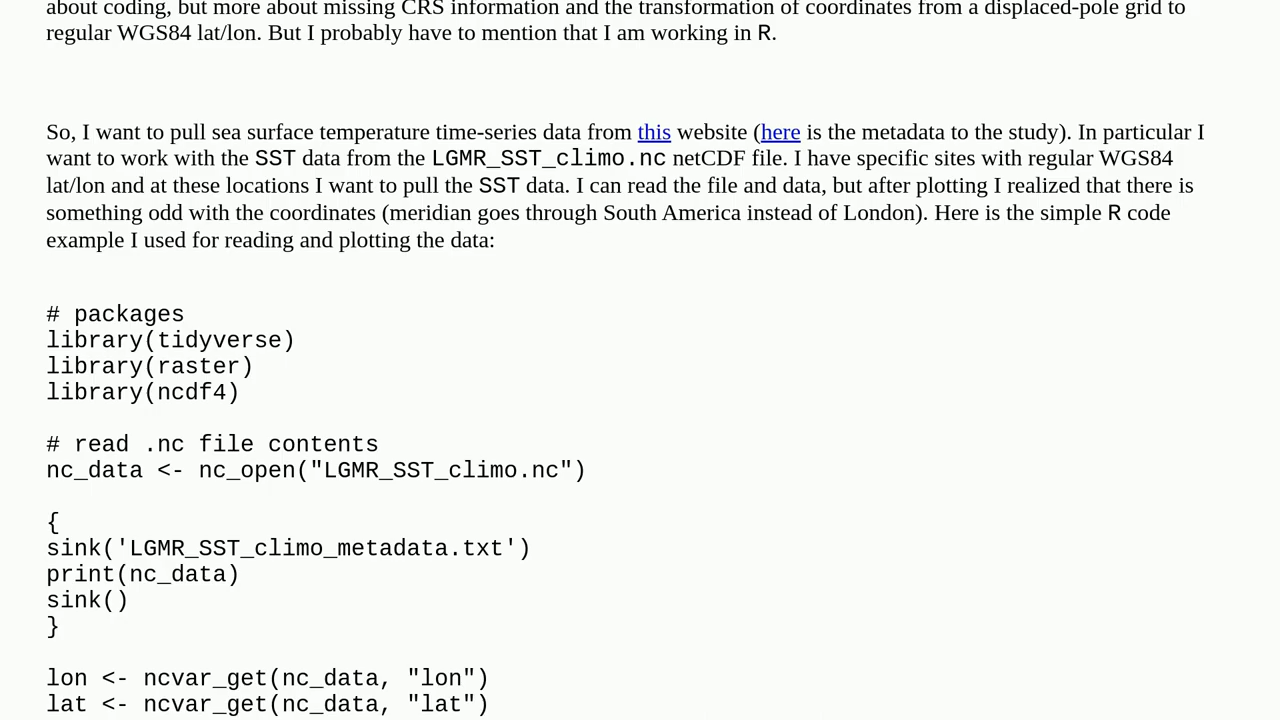 about coding, but more about missing CRS information and the transformation of coordinates from a displaced-pole grid to
regular WGS84 lat/lon. But I probably have to mention that I am working in R.
So, I want to pull sea surface temperature time-series data from this website (here is the metadata to the study). In particular I
want to work with the SST data from the LGMR_SST_climo.nc netCDF file. I have specific sites with regular WGS84
lat/lon and at these locations I want to pull the SST data. I can read the file and data, but after plotting I realized that there is
something odd with the coordinates (meridian goes through South America instead of London). Here is the simple R code
example I used for reading and plotting the data:
# packages
library(tidyverse)
library(raster)
library(ncdf4)
# read .nc file contents
nc_data <- nc_open("LGMR_SST_climo.nc")
{
sink('LGMR_SST_climo_metadata.txt')
print(nc_data)
sink()
}
lon <- ncvar_get(nc_data, "lon")
lat <- ncvar_get(nc_data, "lat")